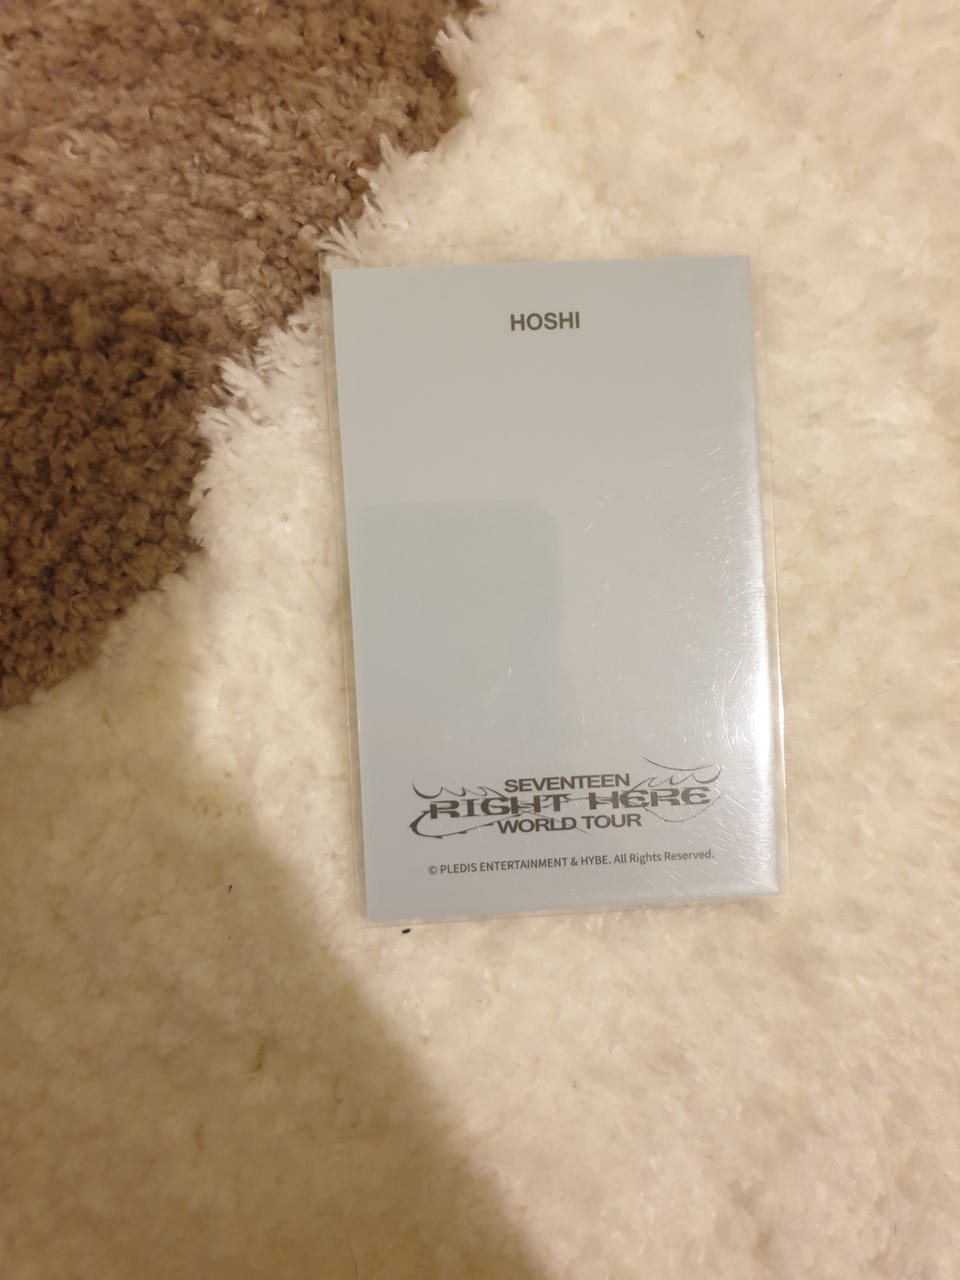 HOSHI
SEVENTEEN
RIGHT HERE
WORLD TOUR
© PLEDIS ENTERTAINMENT & HYBE. All Rights Reserved.